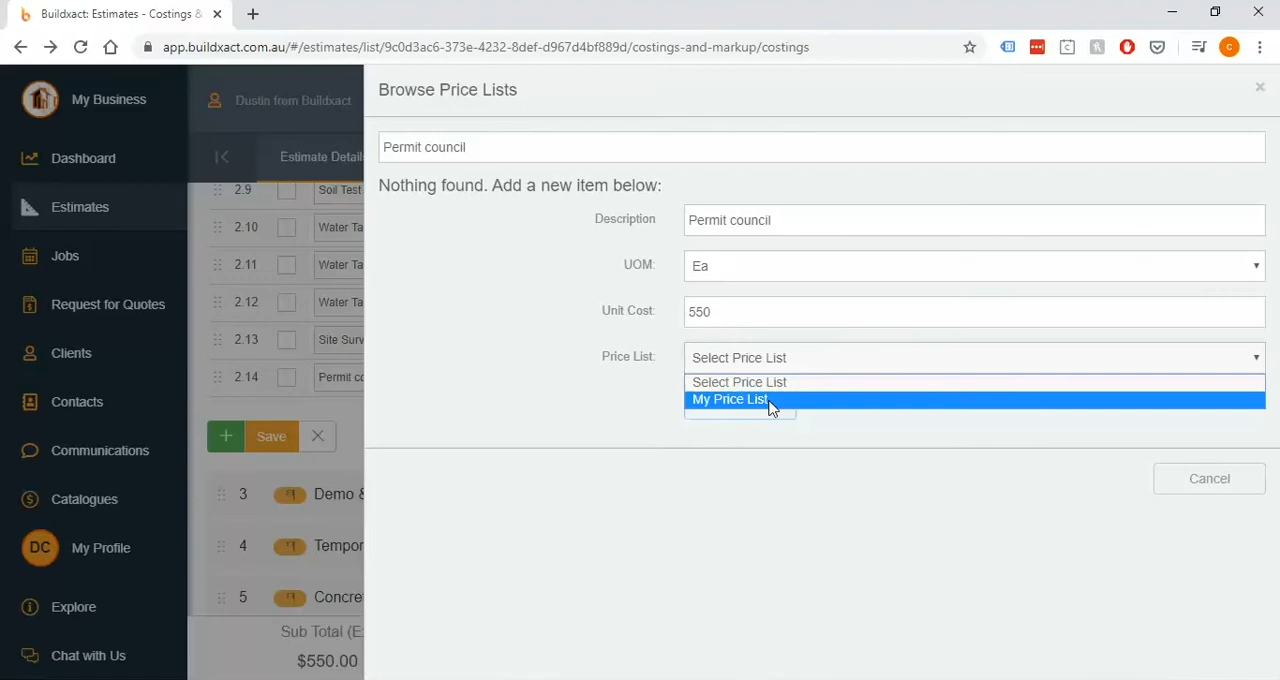 Buildxact: Estimates - Costings &
app.buildxact.com.au/#/estimates/list/9c0d3ac6-373e-4232-8def-d967d4bf889d/costings-and-markup/costings
C
My Business
Dashboard
Estimates
Jobs
Request for Quotes
Clients
Contacts
Communications
Catalogues
DC My Profile
Explore
Chat with Us
Dustin from Buildxact
Estimate Detail
2.9 Soil Test
2.10 Water Ta
2.11 Water Ta
2.12 Water Ta
2.13 Site Surv
2.14 Permit co
+ Save
3 Demo &
4 Tempor
5 Concre
Sub Total (E
$550.00
Browse Price Lists
Permit council
Nothing found. Add a new item below:
Description Permit council
UOM: Ea
Unit Cost: 550
Price List: Select Price List
Select Price List
My Price List
Cancel